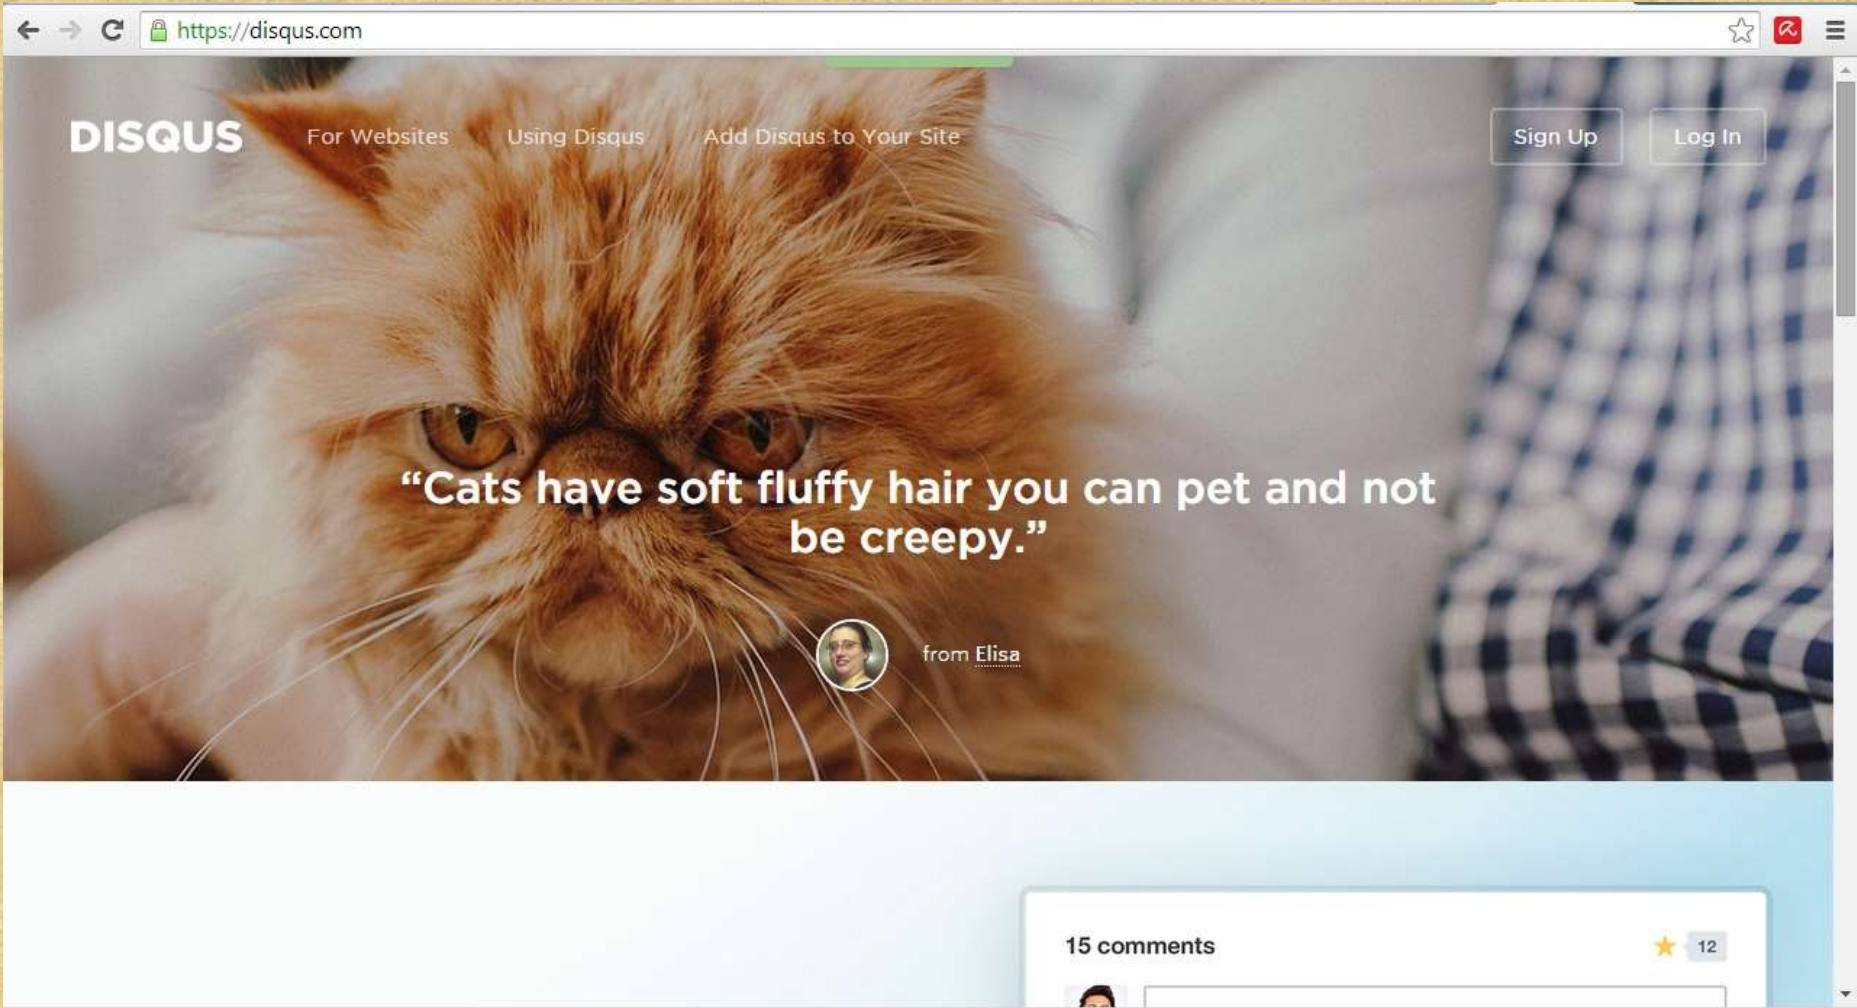 https://disqus.com
DISQUS For Websites Using Disqus Add Disqus to Your Site Sign Up Log In
“Cats have soft fluffy hair you can pet and not
be creepy.”
from Elisa
15 comments 12